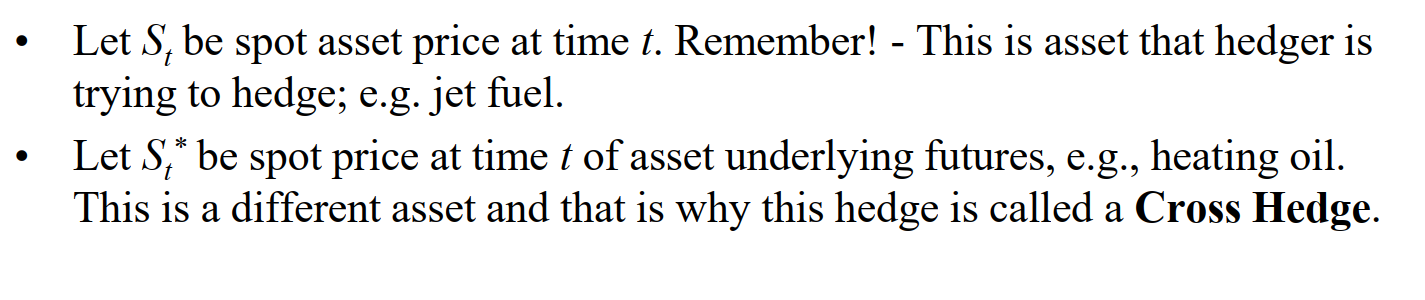 • Let Sₜ be spot asset price at time t. Remember! - This is asset that hedger is
trying to hedge; e.g. jet fuel.
• Let Sₜ* be spot price at time t of asset underlying futures, e.g., heating oil.
This is a different asset and that is why this hedge is called a Cross Hedge.